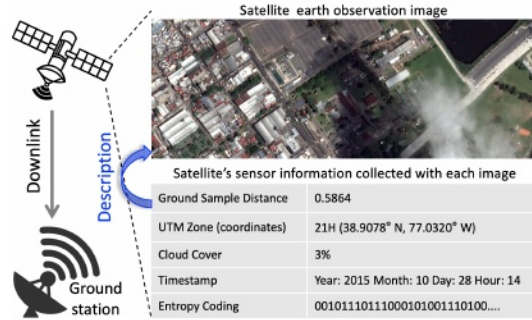 Satellite earth observation image
Downlink
Description
Ground
station
Satellite's sensor information collected with each image
Ground Sample Distance 0.5864
UTM Zone (coordinates) 21H (38.9078° N, 77.0320° W)
Cloud Cover 3%
Timestamp Year: 2015 Month: 10 Day: 28 Hour: 14
Entropy Coding 00101110111000101001110100....